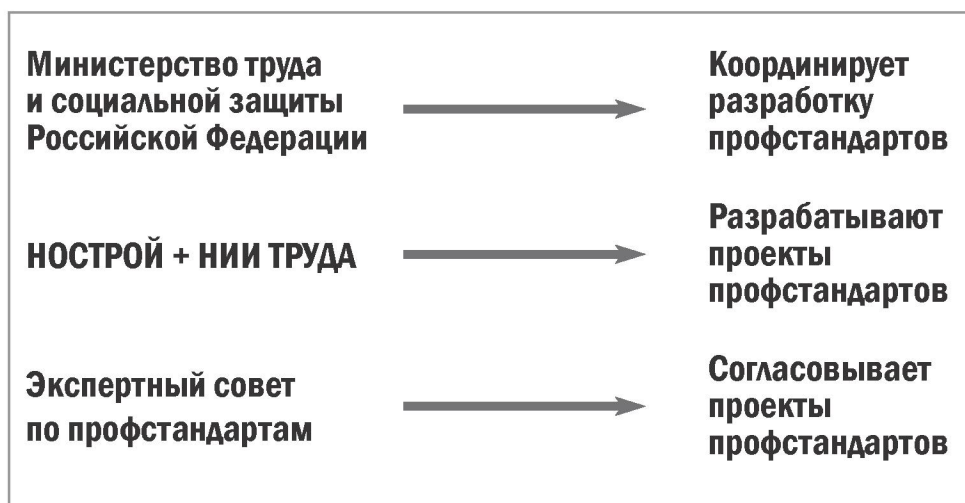 Министерство труда
и социальной защиты
Российской Федерации
Координирует
разработку
профстандартов
НОСТРОЙ + НИИ ТРУДА
Разрабатывают
проекты
профстандартов
Экспертный совет
по профстандартам
Согласовывает
проекты
профстандартов